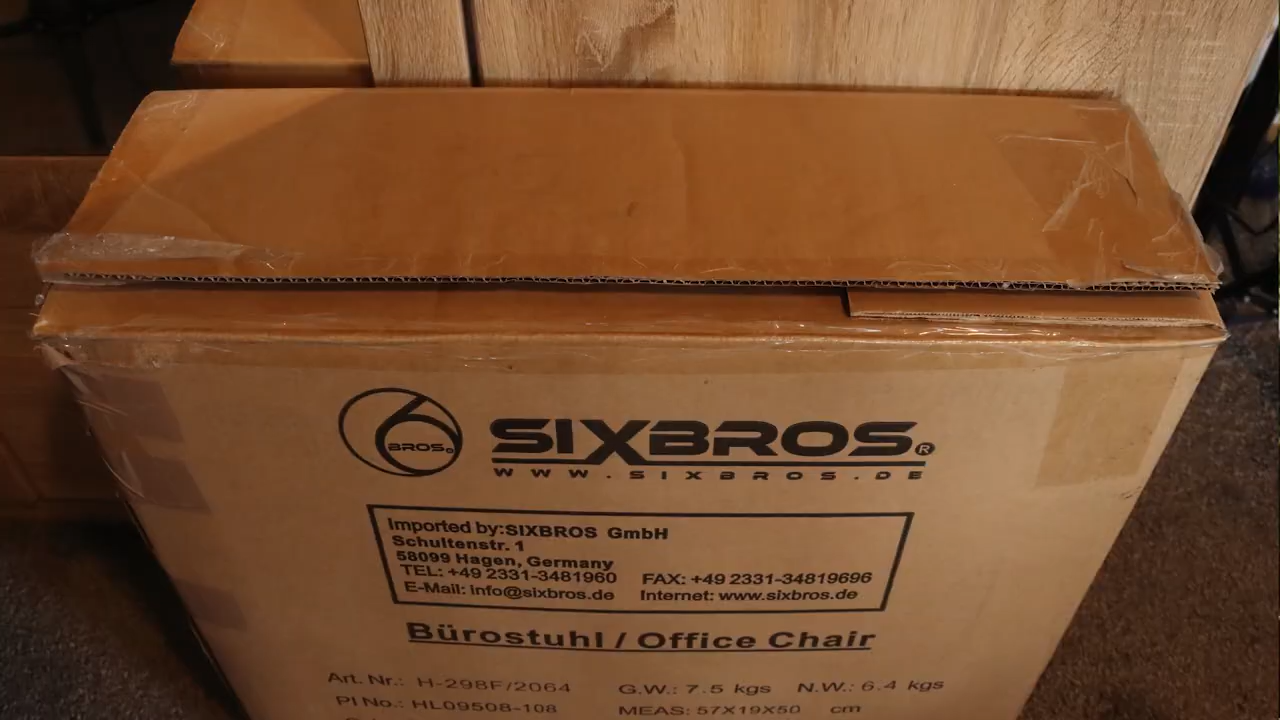 6
BROS®
SIXBROS®
WWW.SIXBROS.DE
Imported by:SIXBROS GmbH
Schultenstr. 1
58099 Hagen, Germany
TEL: +49 2331-3481960 FAX: +49 2331-34819696
E-Mail: info@sixbros.de Internet: www.sixbros.de
Bürostuhl / Office Chair
Art. Nr.: H-298F/2064 G.W.: 7.5 kgs N.W.: 6.4 kgs
PI No.: HL09508-108 MEAS: 57X19X50 cm